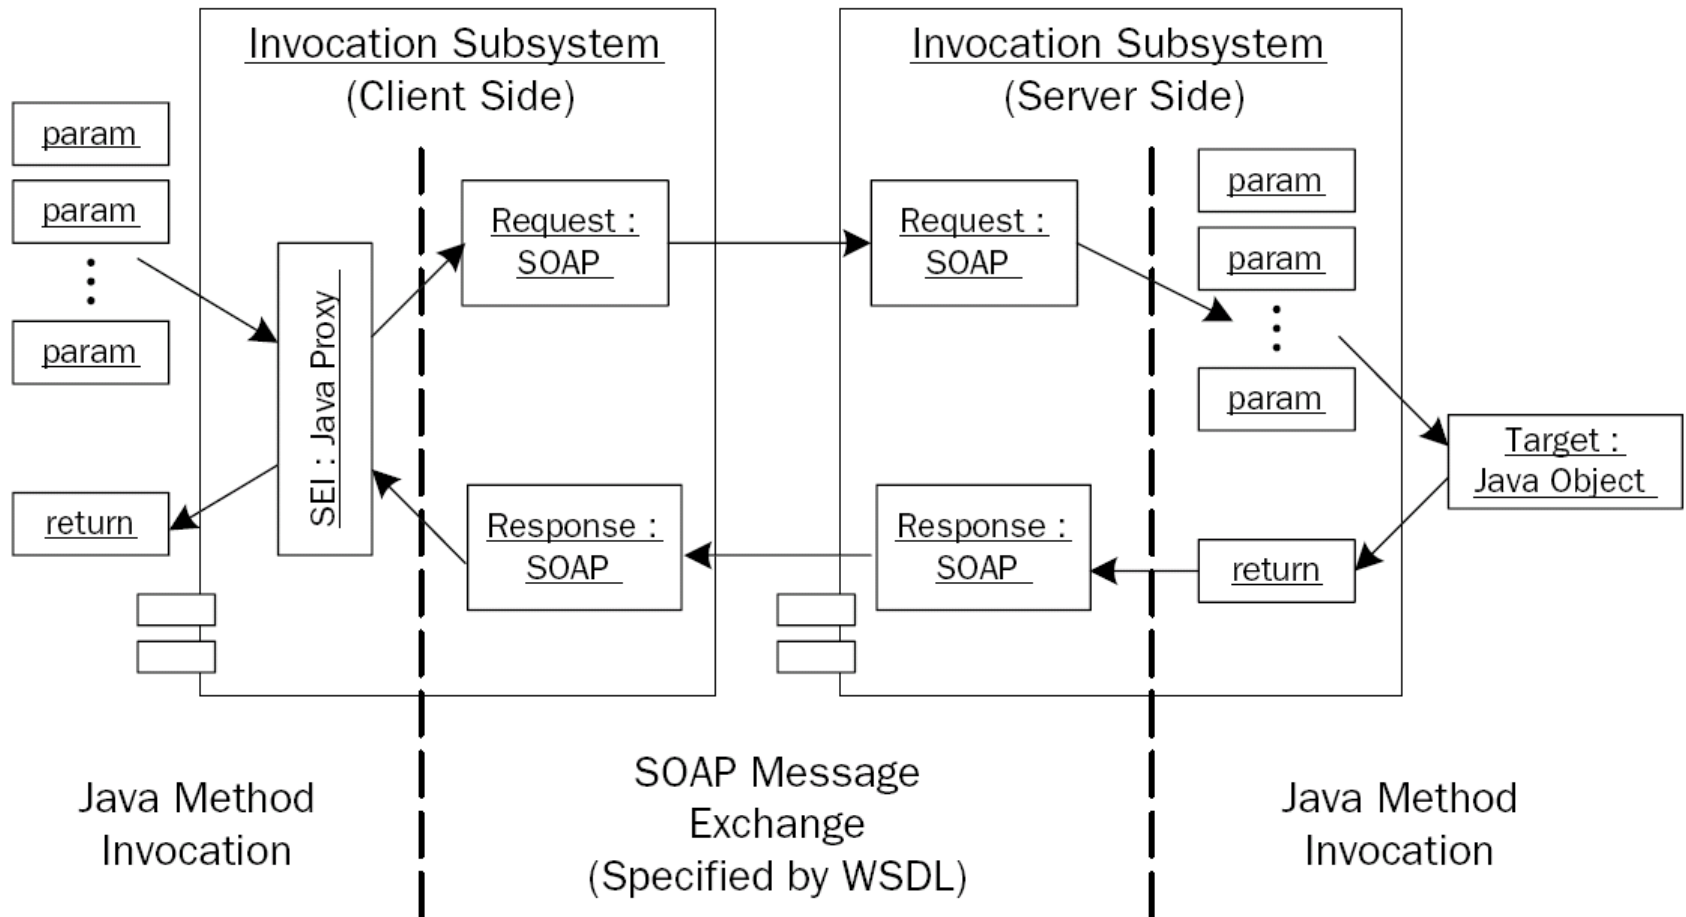 Invocation Subsystem
(Client Side)
Invocation Subsystem
(Server Side)
param
param
param
return
SEI : Java Proxy
Request :
SOAP
Response :
SOAP
Request :
SOAP
Response :
SOAP
param
param
param
return
Target :
Java Object
Java Method
Invocation
SOAP Message
Exchange
(Specified by WSDL)
Java Method
Invocation